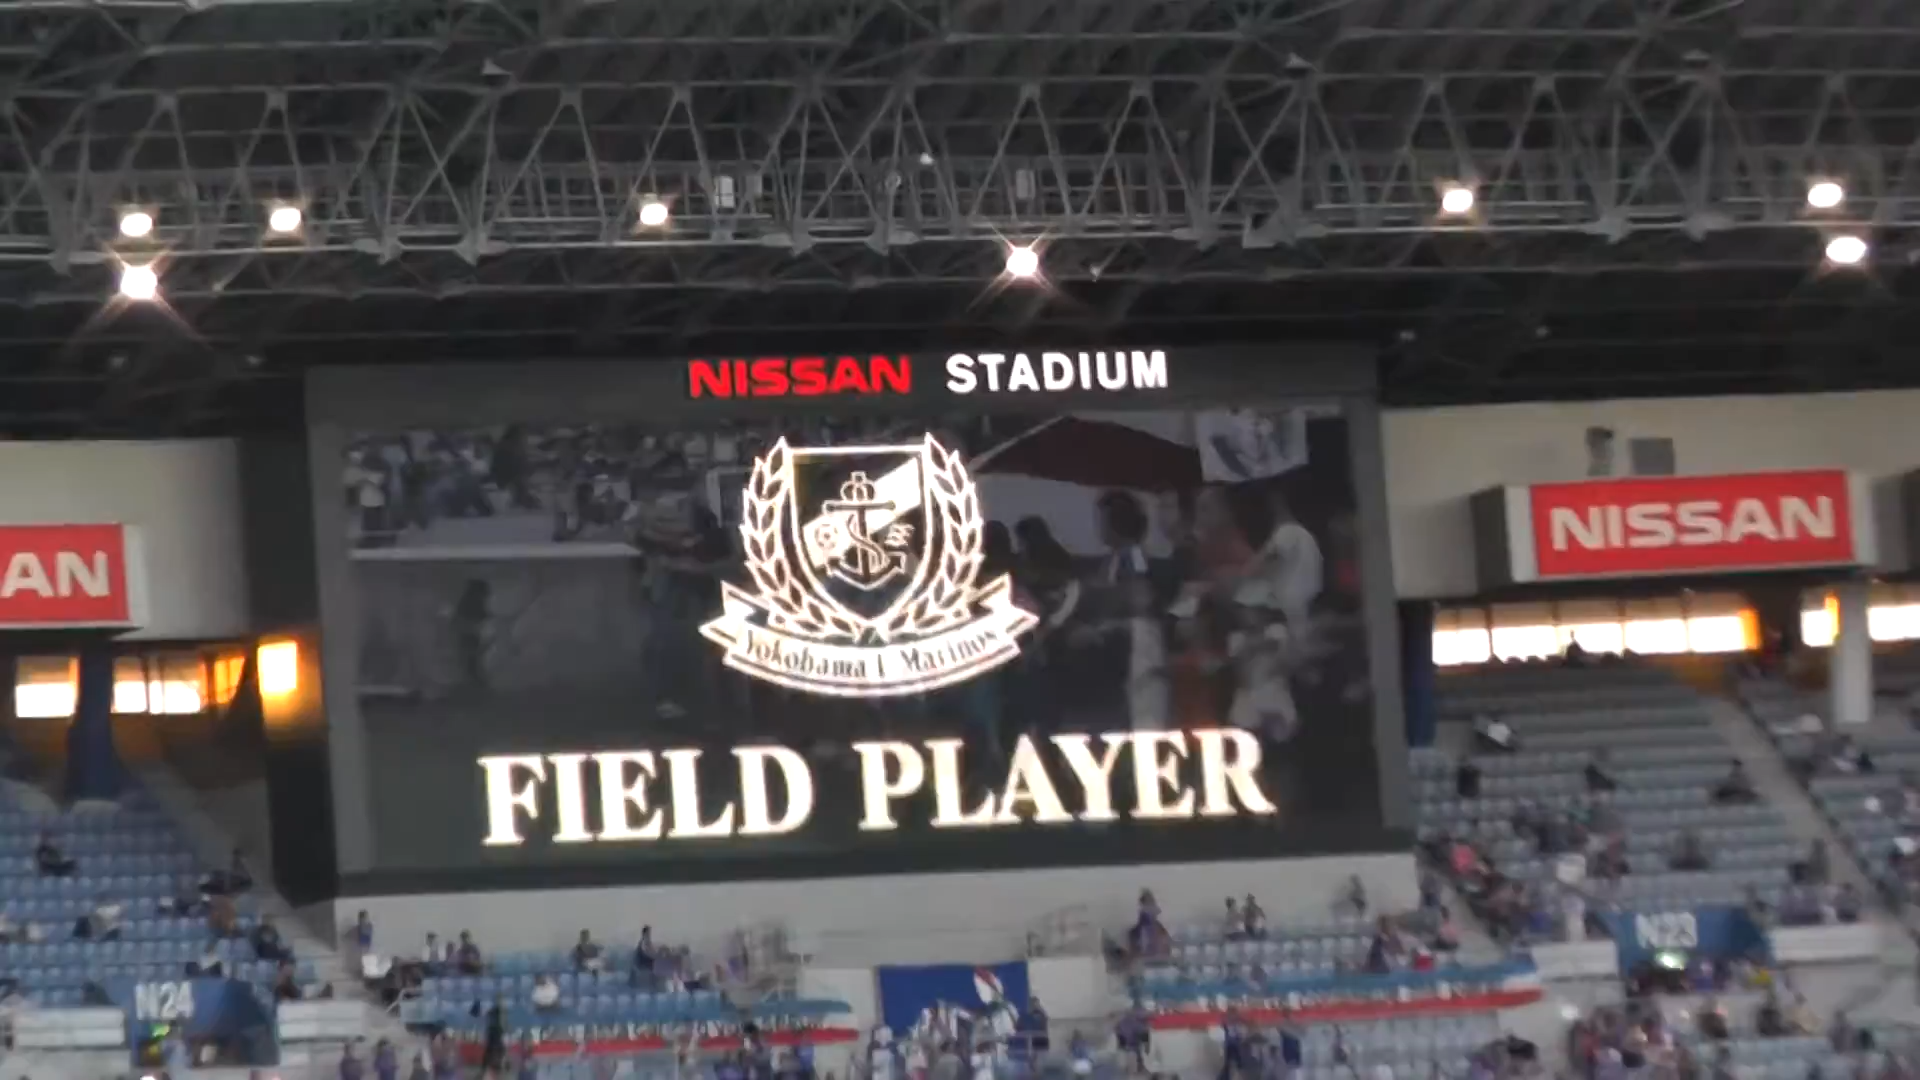 NISSAN STADIUM
AN
NISSAN
Yokohama F. Marinos
FIELD PLAYER
N24
N23